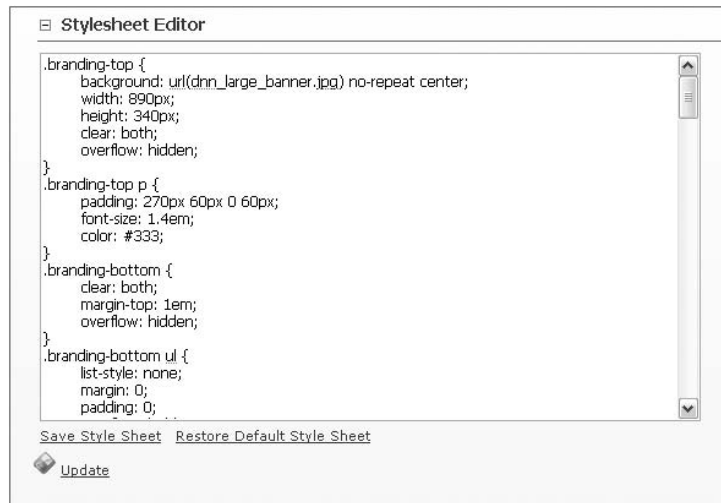 Stylesheet Editor
.branding-top {
background: url(dnn_large_banner.jpg) no-repeat center;
width: 890px;
height: 340px;
clear: both;
overflow: hidden;
}
.branding-top p {
padding: 270px 60px 0 60px;
font-size: 1.4em;
color: #333;
}
.branding-bottom {
clear: both;
margin-top: 1em;
overflow: hidden;
}
.branding-bottom ul {
list-style: none;
margin: 0;
padding: 0;
Save Style Sheet Restore Default Style Sheet
Update